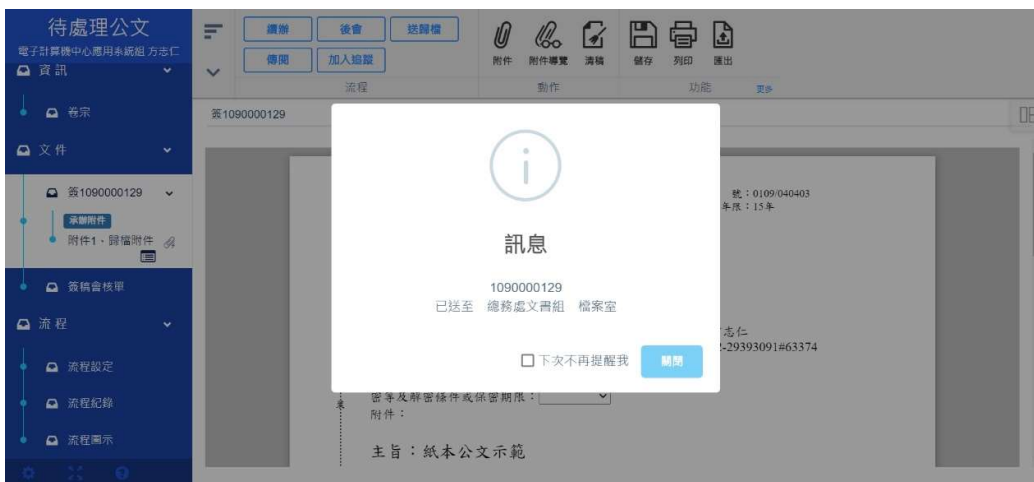 待處理公文
電子計算機中心應用系統組 方志仁
資訊
卷宗
文件
簽1090000129
承辦附件
附件1、歸檔附件
簽稿會核單
流程
流程設定
流程紀錄
流程圖示
續辦 後會 送歸檔
傳閱 加入追蹤
流程
附件 附件導覽 清稿
動作
儲存 列印 匯出
功能 更多
簽1090000129
號：0109/040403
年限：15年
訊息
1090000129
已送至 總務處文書組 檔案室
下次不再提醒我 關閉
志仁
-29393091#63374
密等及解密條件或保密期限：
附件：
主旨：紙本公文示範